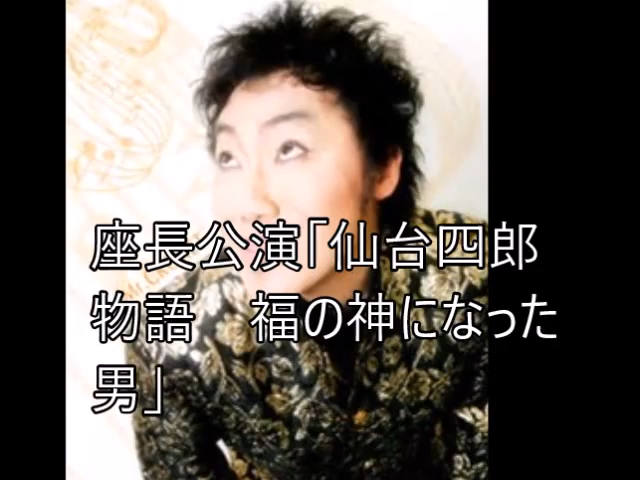 座長公演「仙台四郎
物語　福の神になった
男」